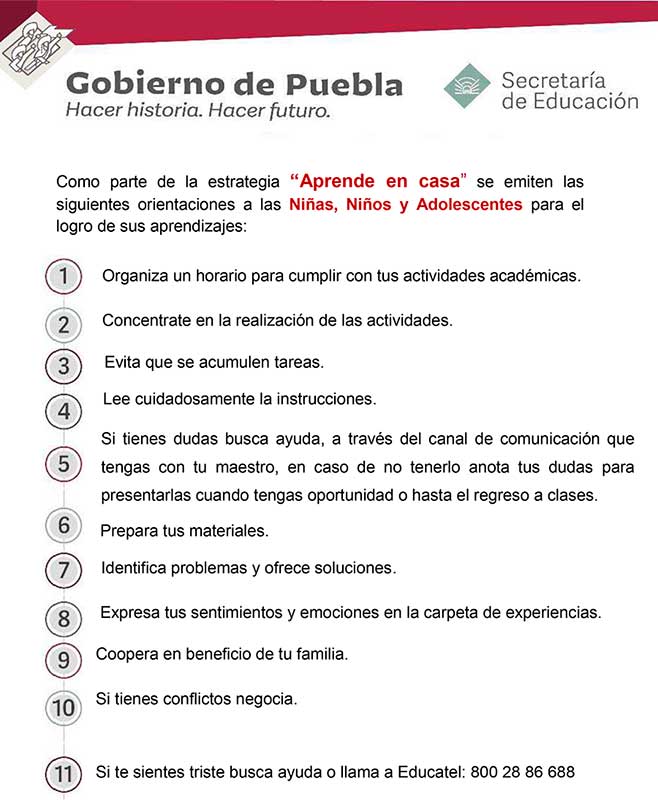 Gobierno de Puebla
Hacer historia. Hacer futuro.
Secretaría
de Educación
Como parte de la estrategia “Aprende en casa” se emiten las
siguientes orientaciones a las Niñas, Niños y Adolescentes para el
logro de sus aprendizajes:
1 Organiza un horario para cumplir con tus actividades académicas.
2 Concentrate en la realización de las actividades.
3 Evita que se acumulen tareas.
4 Lee cuidadosamente la instrucciones.
Si tienes dudas busca ayuda, a través del canal de comunicación que
5 tengas con tu maestro, en caso de no tenerlo anota tus dudas para
presentarlas cuando tengas oportunidad o hasta el regreso a clases.
6 Prepara tus materiales.
7 Identifica problemas y ofrece soluciones.
8 Expresa tus sentimientos y emociones en la carpeta de experiencias.
9 Coopera en beneficio de tu familia.
10 Si tienes conflictos negocia.
11 Si te sientes triste busca ayuda o llama a Educatel: 800 28 86 688